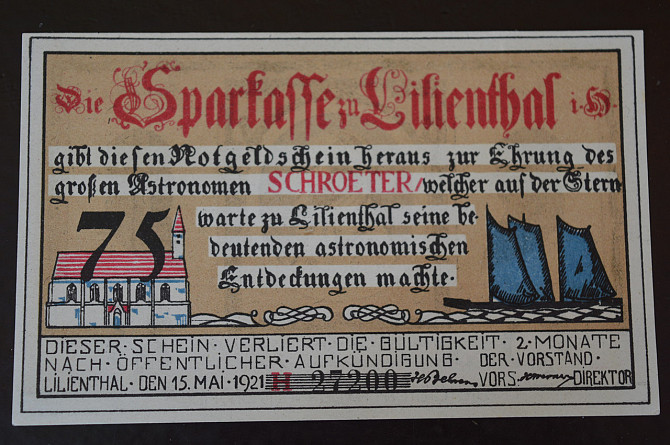 Die Sparkasse zu Lilienthal i. H.
gibt diesen Notgeldschein heraus zur Ehrung des
großen Astronomen SCHROETER, welcher auf der Stern
warte zu Lilienthal seine be-
deutenden astronomischen
Entdeckungen machte.
75
DIESER · SCHEIN · VERLIERT · DIE · GÜLTIGKEIT · 2 · MONATE
NACH · ÖFFENTLICHER · AUFKÜNDIGUNG · DER · VORSTAND ·
LILIENTHAL · DEN 15. MAI · 1921 H 27200 VORS. DIREKTOR